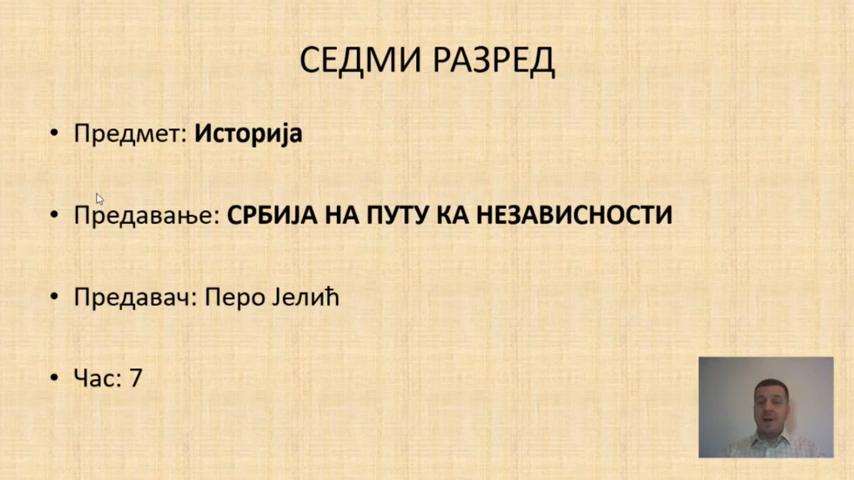 СЕДМИ РАЗРЕД
• Предмет: Историја
• Предавање: СРБИЈА НА ПУТУ КА НЕЗАВИСНОСТИ
• Предавач: Перо Јелић
• Час: 7